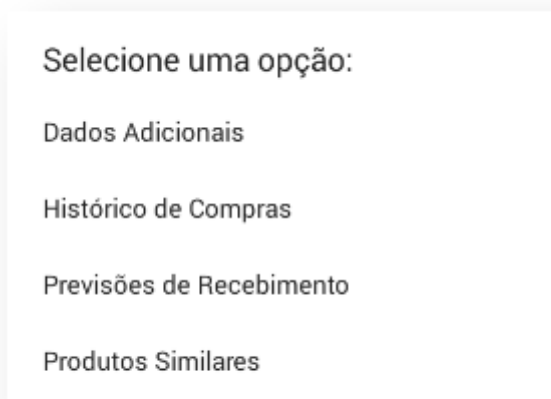 Selecione uma opção:
Dados Adicionais
Histórico de Compras
Previsões de Recebimento
Produtos Similares